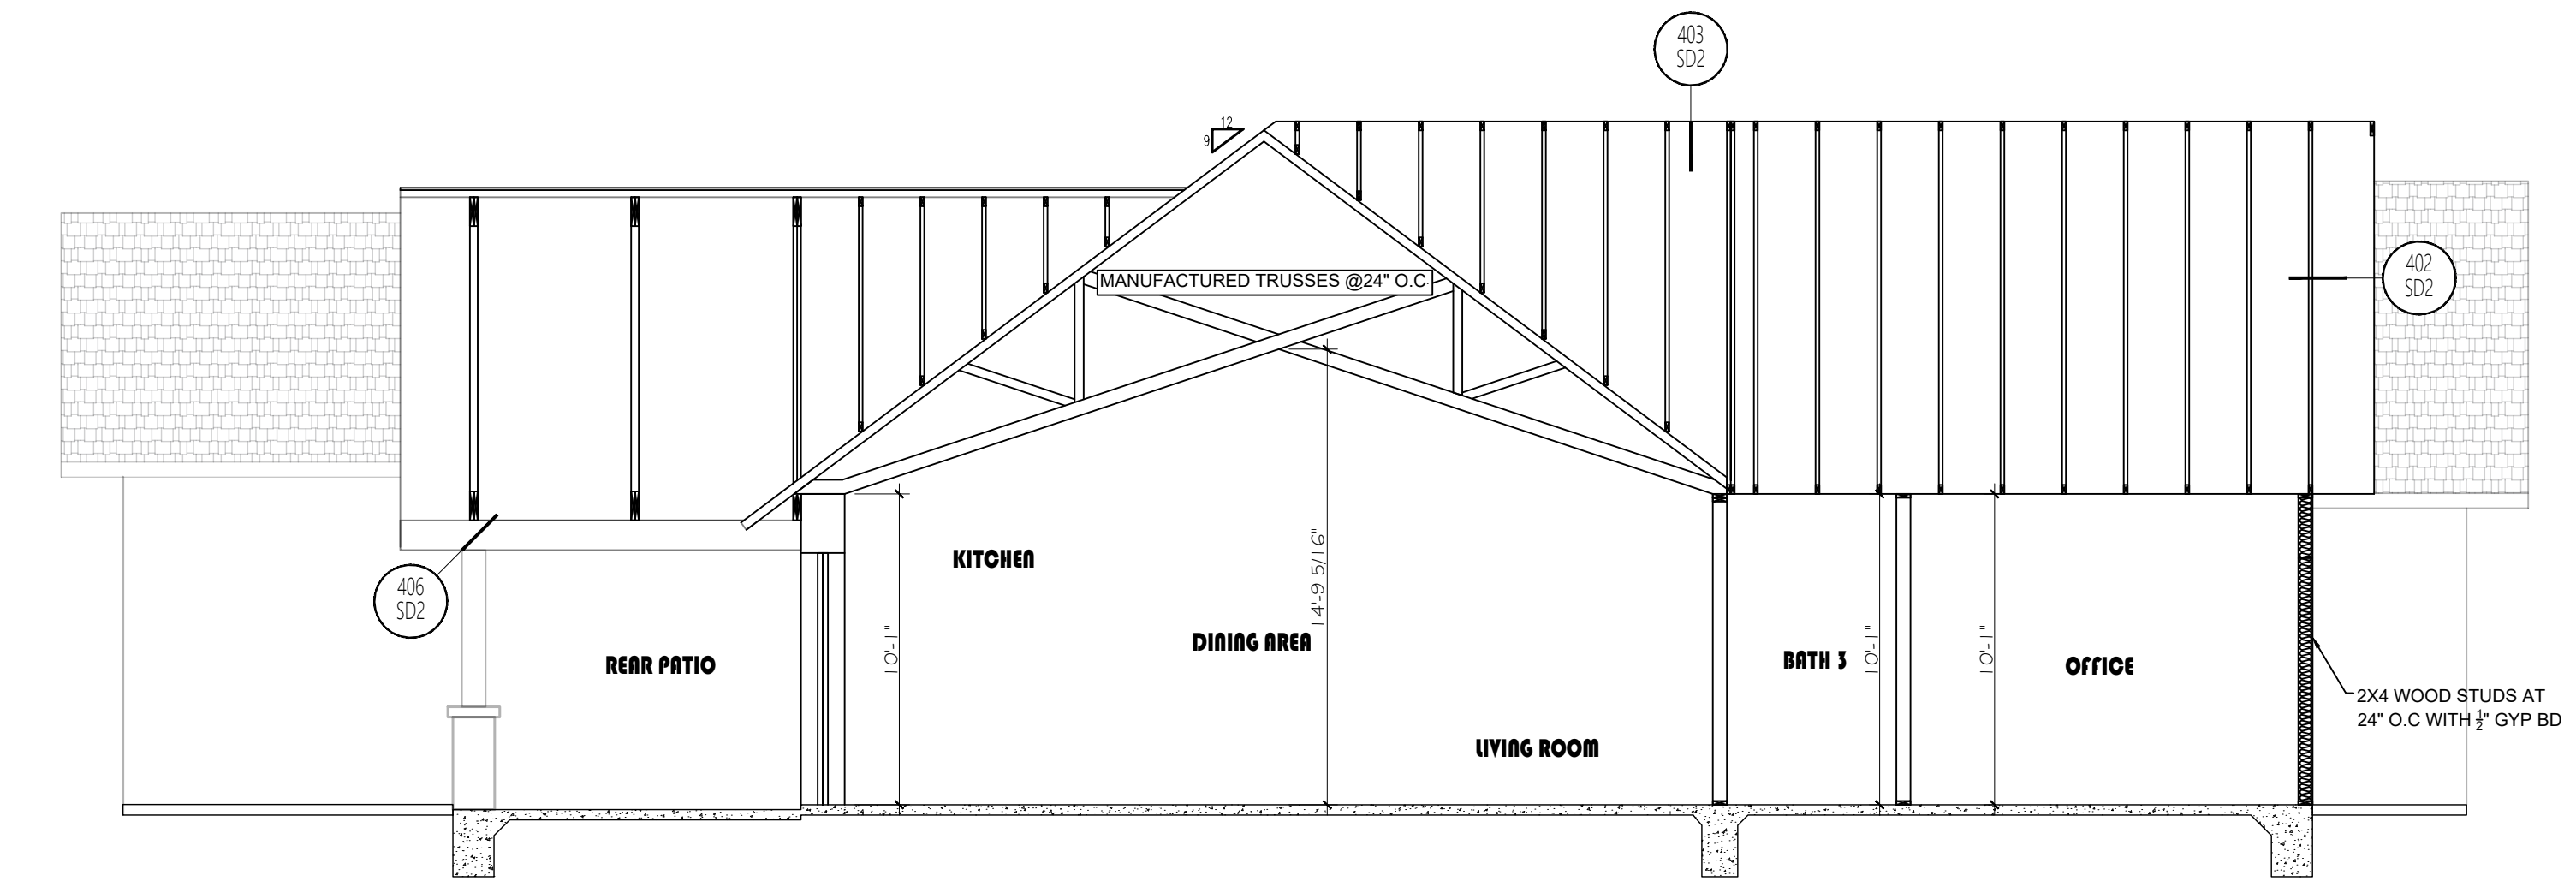 403
SD2
12
9
MANUFACTURED TRUSSES @24" O.C
402
SD2
406
SD2
KITCHEN
14'-9 5/16"
10'-1"
DINING AREA
REAR PATIO
BATH 3
10'-1"
10'-1"
OFFICE
2X4 WOOD STUDS AT
24" O.C WITH ½" GYP BD
LIVING ROOM